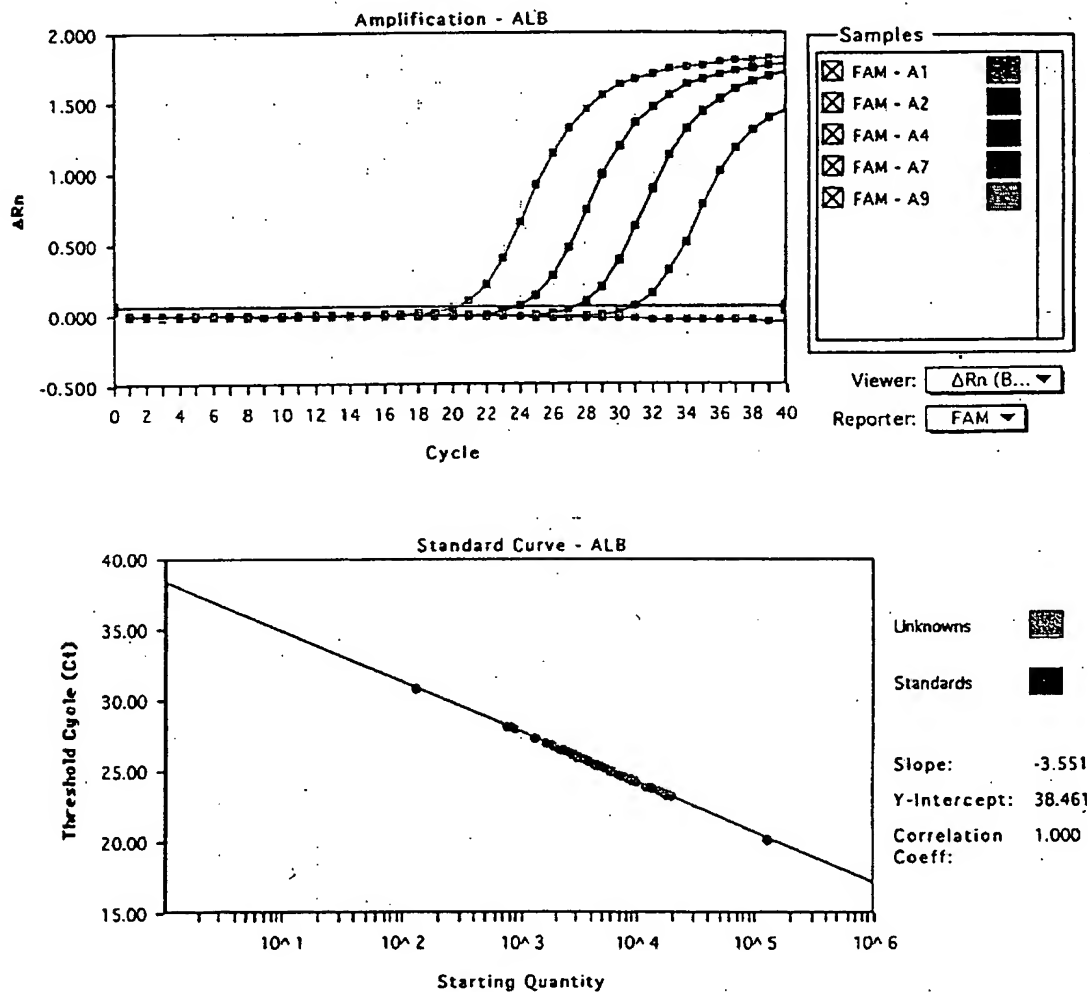 Amplification - ALB
2.000
1.500
1.000
0.500
0.000
-0.500
ΔRn
0 2 4 6 8 10 12 14 16 18 20 22 24 26 28 30 32 34 36 38 40
Cycle
Samples
FAM - A1
FAM - A2
FAM - A4
FAM - A7
FAM - A9
Viewer: ΔRn (B...
Reporter: FAM
Standard Curve - ALB
40.00
35.00
30.00
25.00
20.00
15.00
Threshold Cycle (Ct)
10^1 10^2 10^3 10^4 10^5 10^6
Starting Quantity
Unknowns
Standards
Slope: -3.551
Y-Intercept: 38.461
Correlation 1.000
Coeff: